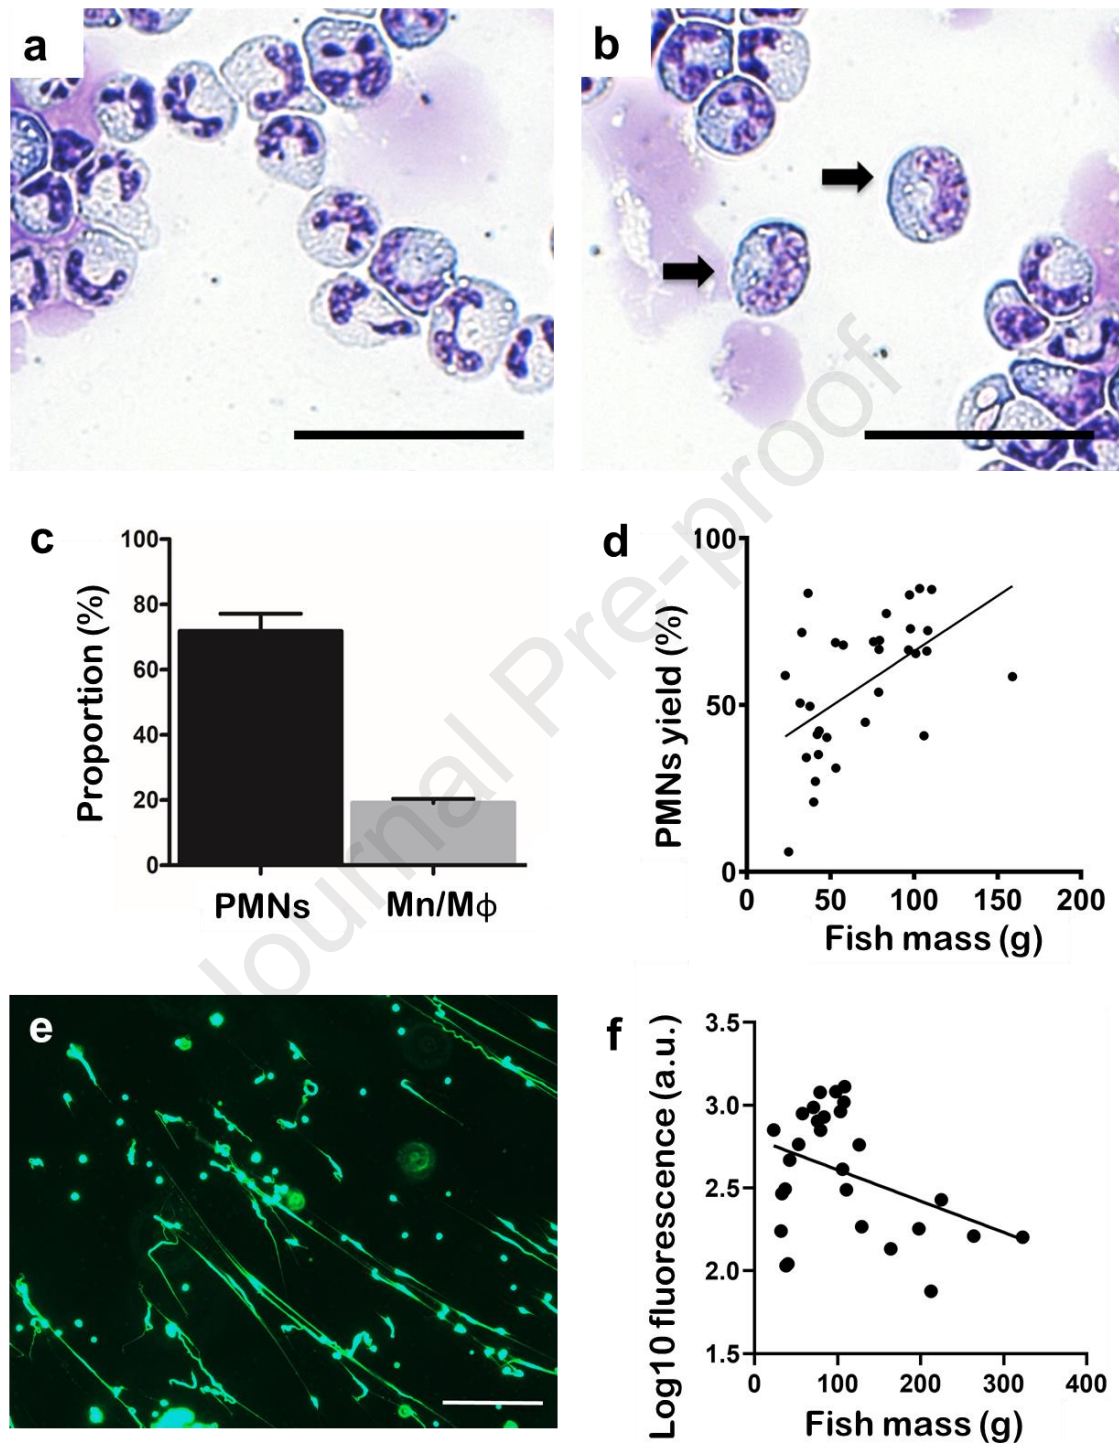 a
b
c
100
80
60
40
20
0
Proportion (%)
PMNs
Mn/Mϕ
d
100
50
0
PMNs yield (%)
0 50 100 150 200
Fish mass (g)
e
f
3.5
3.0
2.5
2.0
1.5
Log10 fluorescence (a.u.)
0 100 200 300 400
Fish mass (g)
Journal Pre-proof